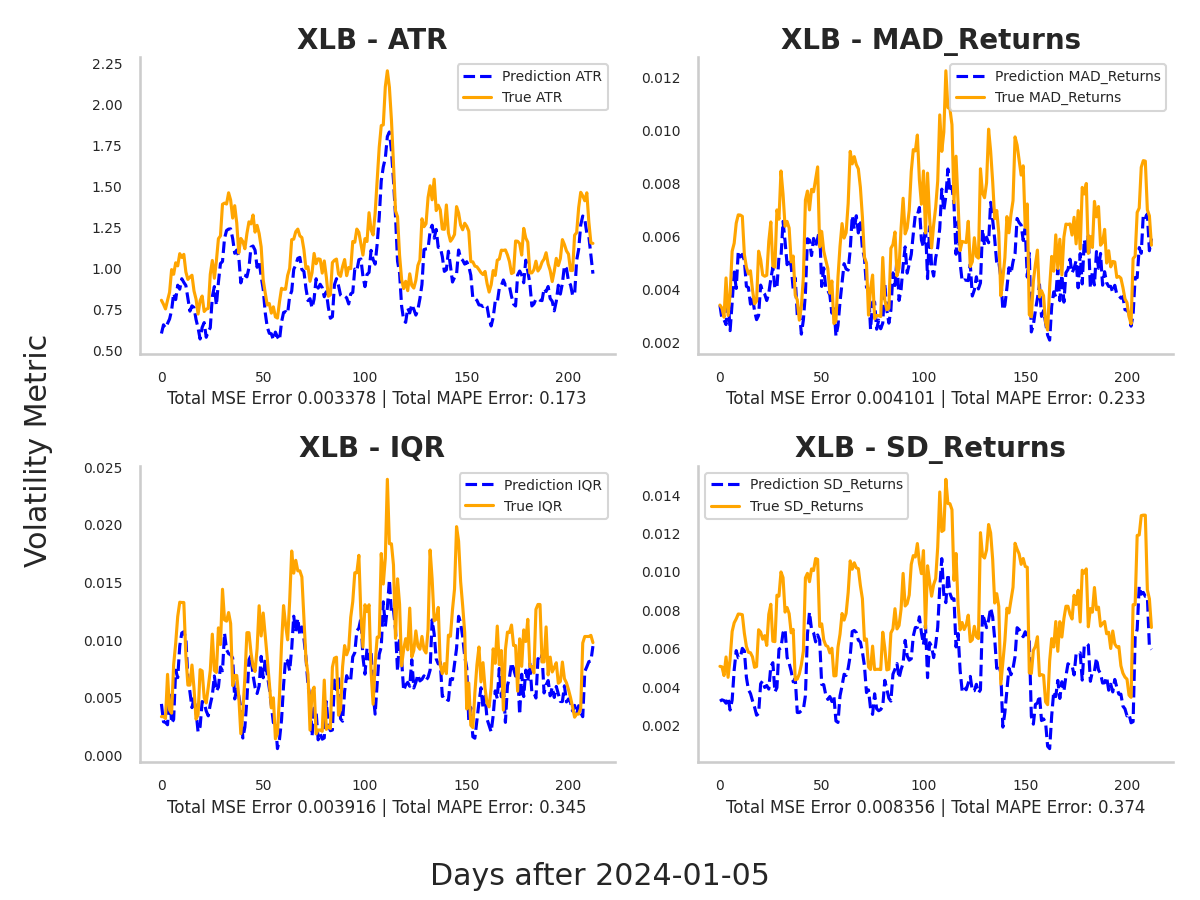 XLB - ATR
2.25
2.00
1.75
1.50
1.25
1.00
0.75
0.50
Prediction ATR
True ATR
0 50 100 150 200
Total MSE Error 0.003378 | Total MAPE Error: 0.173
XLB - MAD_Returns
0.012
0.010
0.008
0.006
0.004
0.002
Prediction MAD_Returns
True MAD_Returns
0 50 100 150 200
Total MSE Error 0.004101 | Total MAPE Error: 0.233
Volatility Metric
XLB - IQR
0.025
0.020
0.015
0.010
0.005
0.000
Prediction IQR
True IQR
0 50 100 150 200
Total MSE Error 0.003916 | Total MAPE Error: 0.345
XLB - SD_Returns
0.014
0.012
0.010
0.008
0.006
0.004
0.002
Prediction SD_Returns
True SD_Returns
0 50 100 150 200
Total MSE Error 0.008356 | Total MAPE Error: 0.374
Days after 2024-01-05